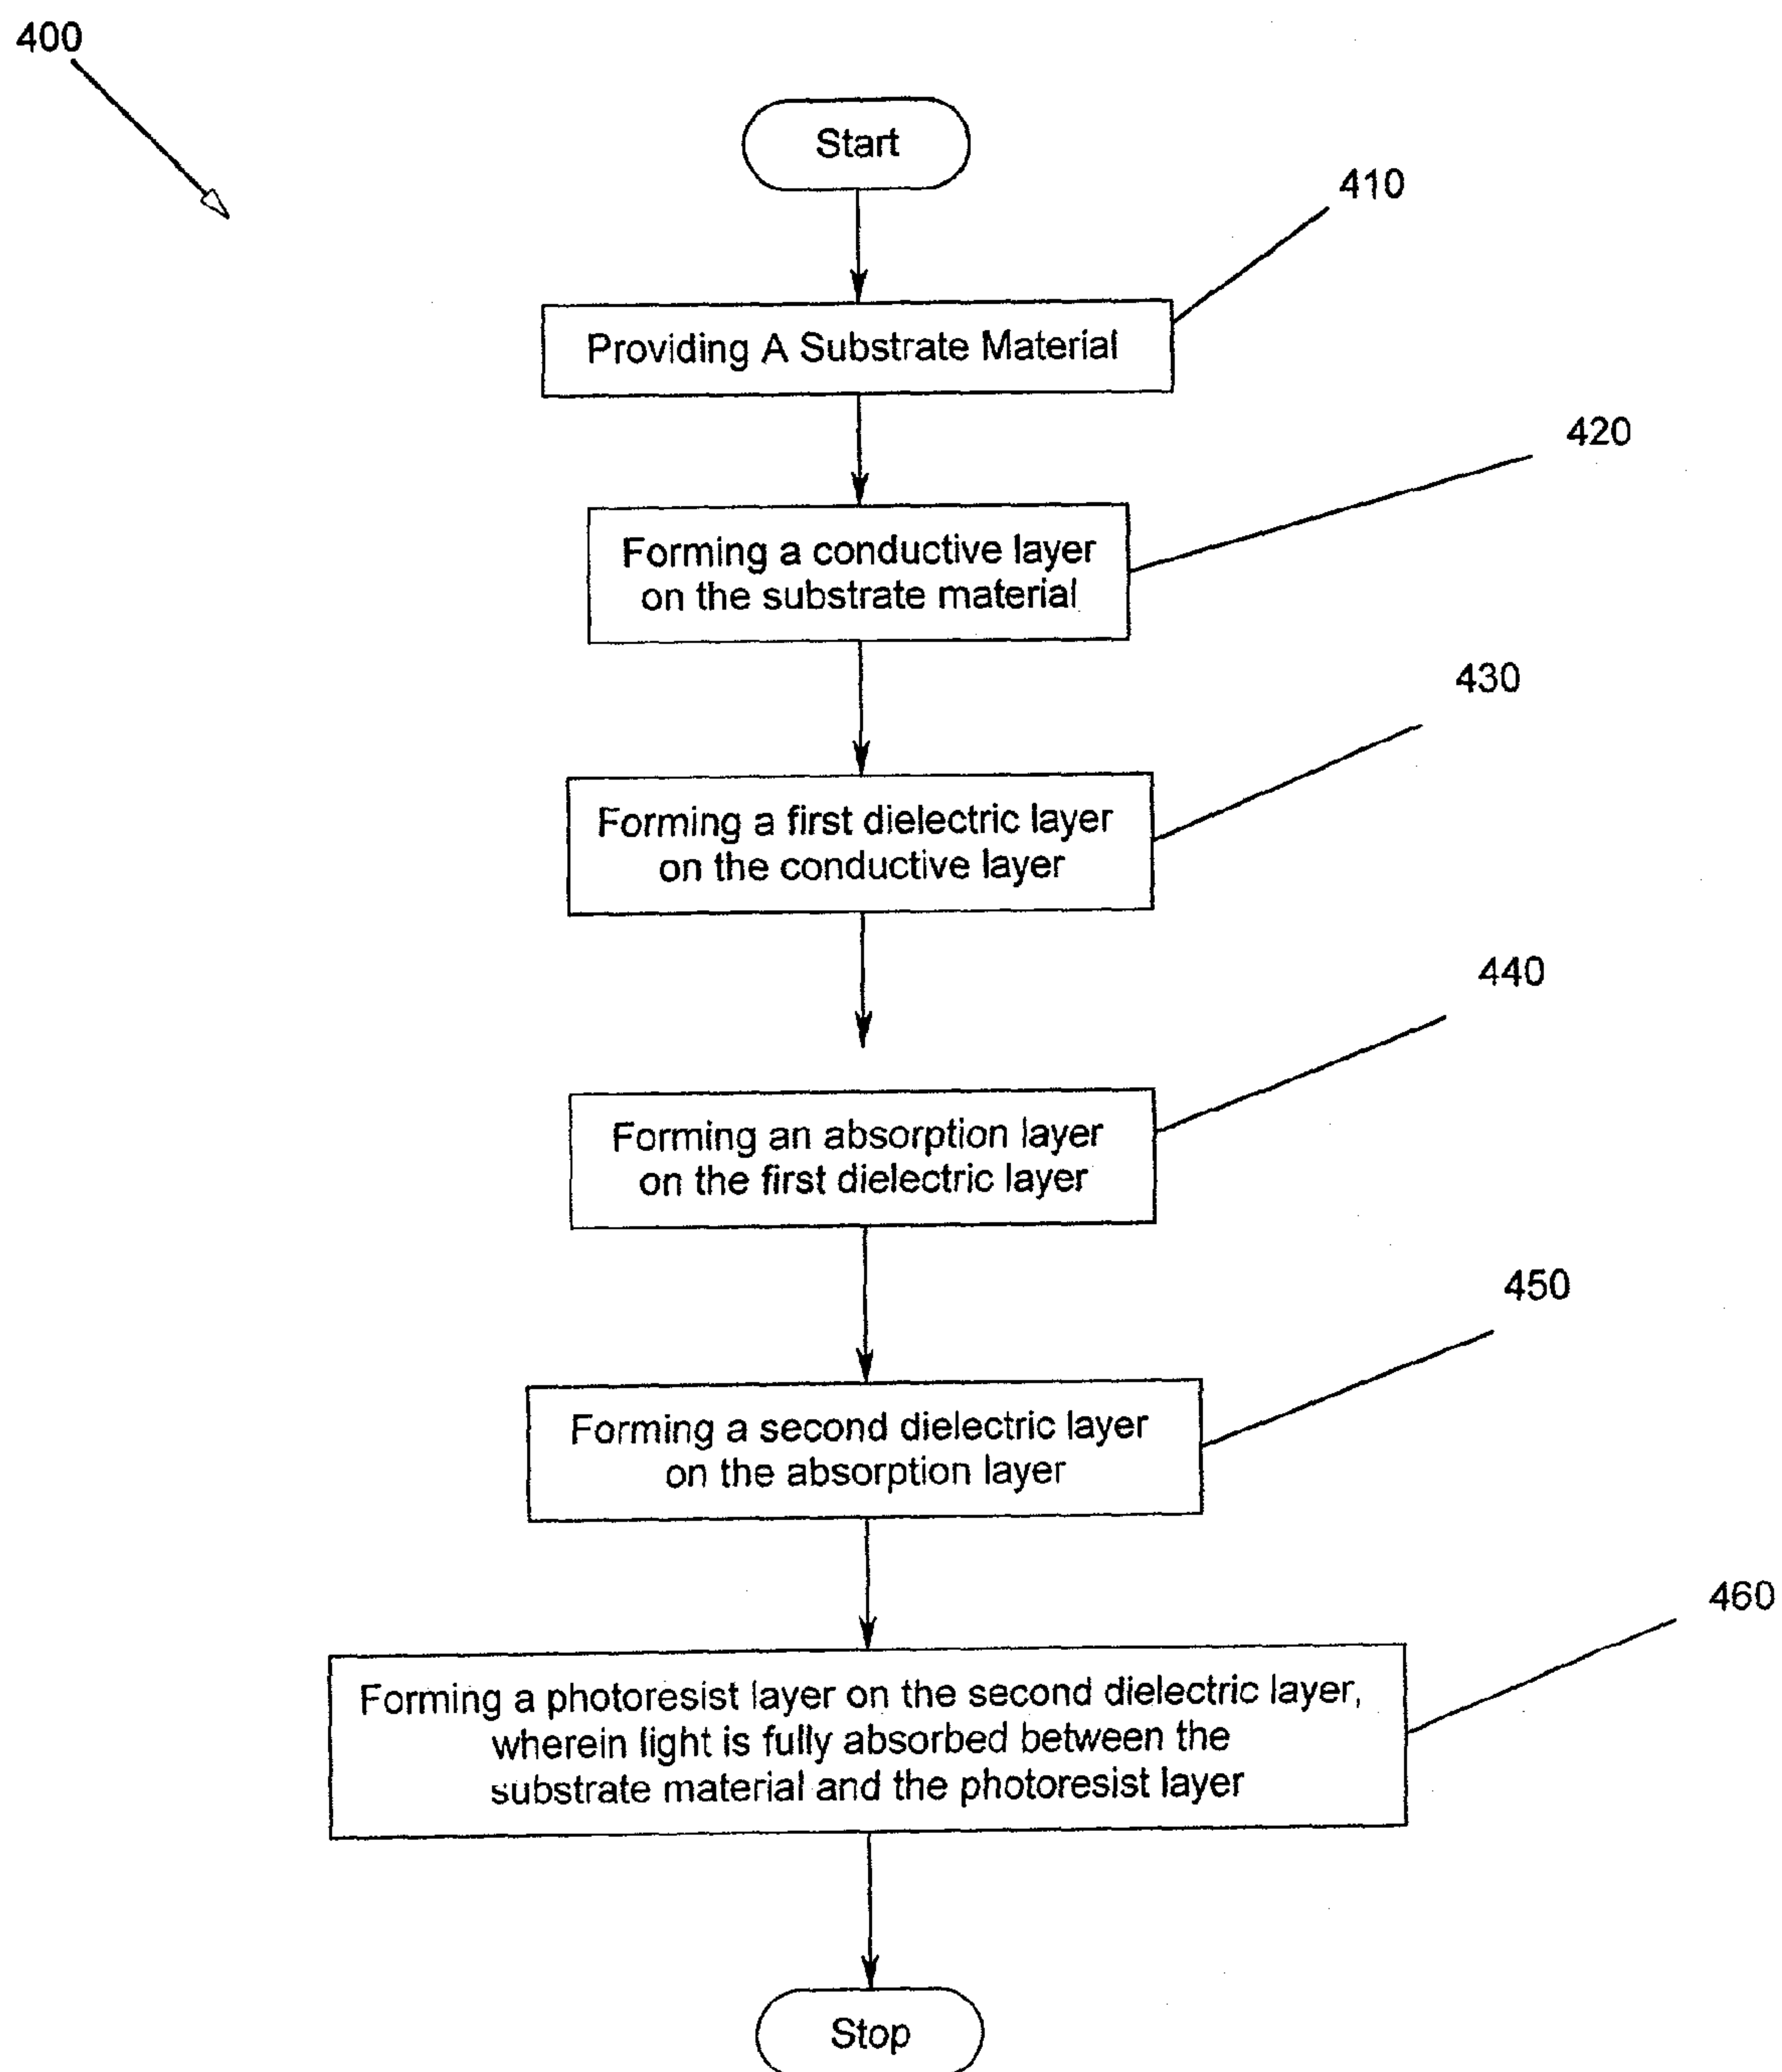 400
Start
410
Providing A Substrate Material
420
Forming a conductive layer
on the substrate material
430
Forming a first dielectric layer
on the conductive layer
440
Forming an absorption layer
on the first dielectric layer
450
Forming a second dielectric layer
on the absorption layer
460
Forming a photoresist layer on the second dielectric layer,
wherein light is fully absorbed between the
substrate material and the photoresist layer
Stop